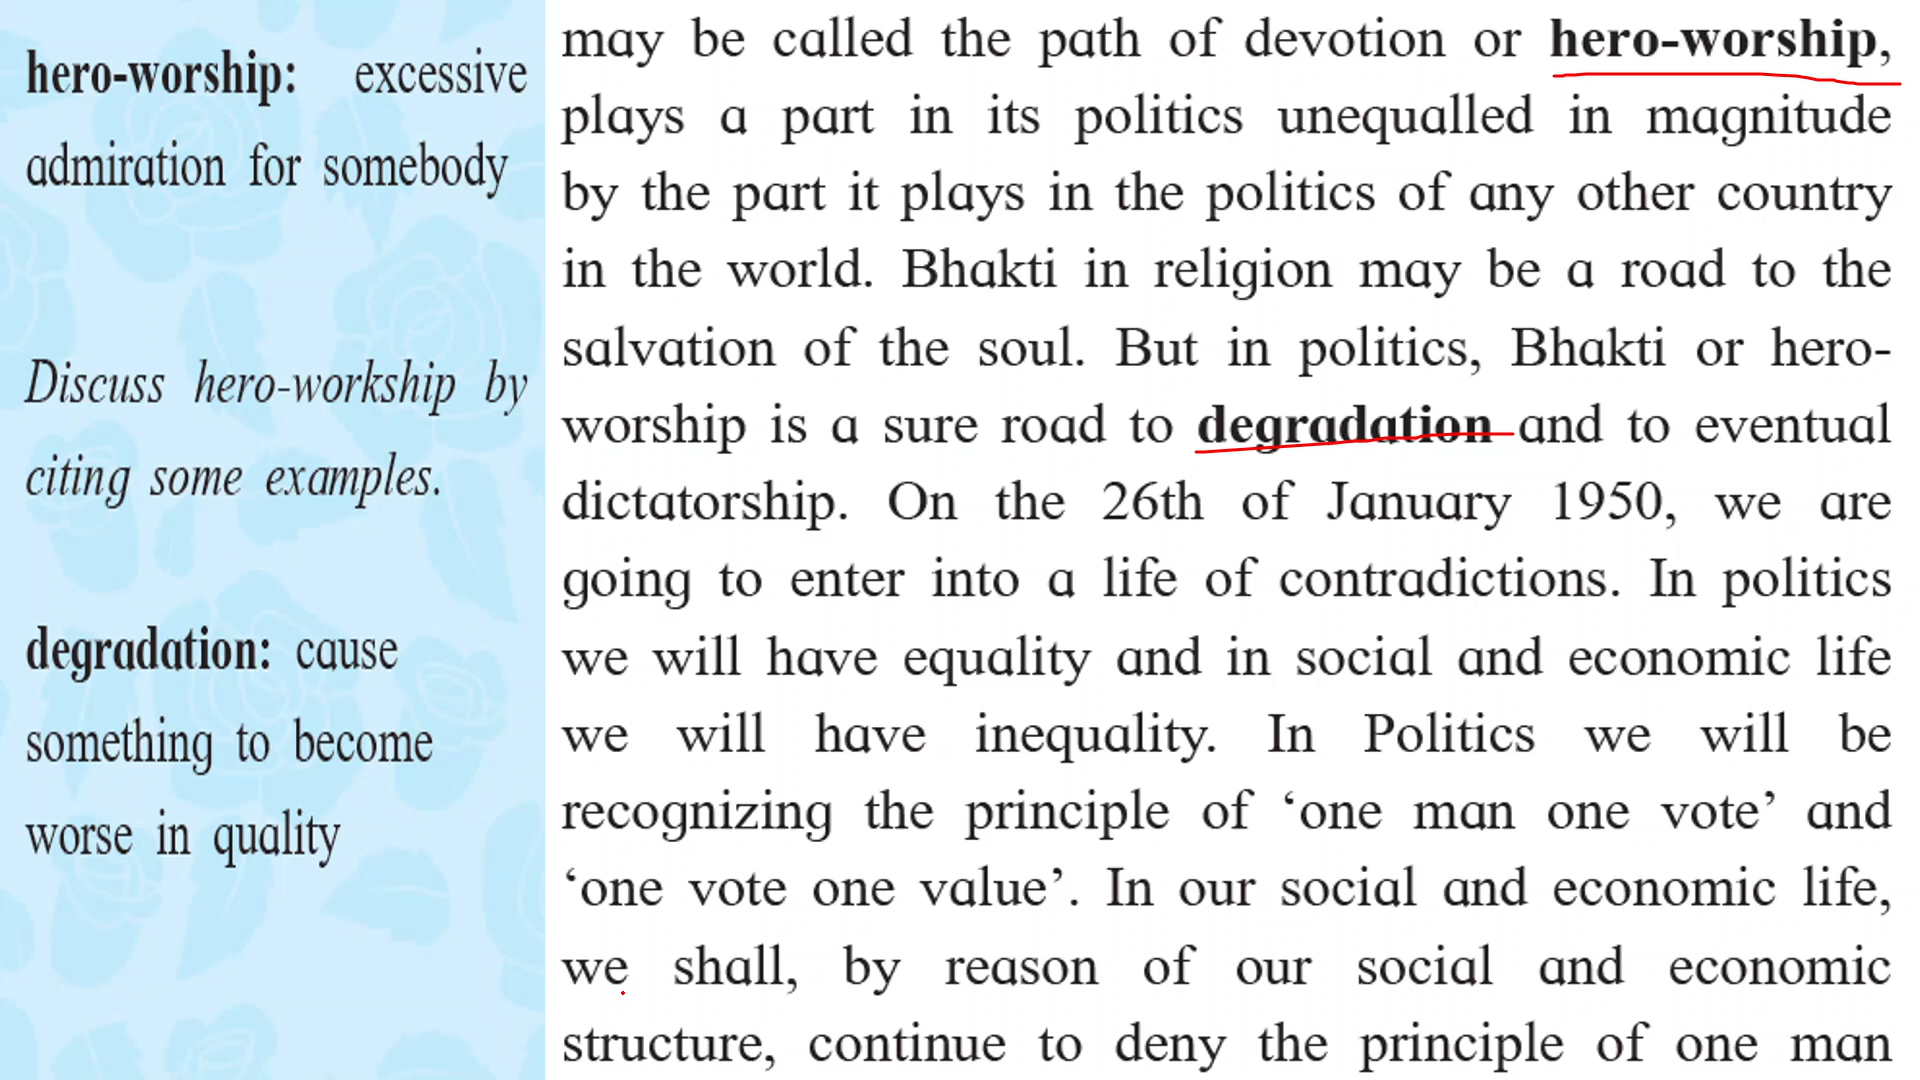 hero-worship: excessive
admiration for somebody
Discuss hero-workship by
citing some examples.
degradation: cause
something to become
worse in quality
may be called the path of devotion or hero-worship,
plays a part in its politics unequalled in magnitude
by the part it plays in the politics of any other country
in the world. Bhakti in religion may be a road to the
salvation of the soul. But in politics, Bhakti or hero-
worship is a sure road to degradation and to eventual
dictatorship. On the 26th of January 1950, we are
going to enter into a life of contradictions. In politics
we will have equality and in social and economic life
we will have inequality. In Politics we will be
recognizing the principle of ‘one man one vote’ and
‘one vote one value’. In our social and economic life,
we shall, by reason of our social and economic
structure, continue to deny the principle of one man